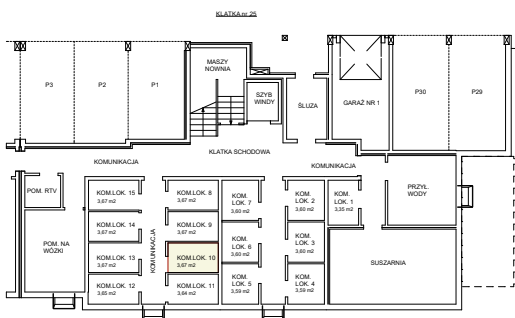 KLATKA nr 25
P3
P2
P1
MASZY
NOWNIA
SZYB
WINDY
ŚLUZA
GARAŻ NR 1
P30
P29
KLATKA SCHODOWA
KOMUNIKACJA
KOMUNIKACJA
POM. RTV
POM. NA
WÓZKI
KOM.LOK. 15
3,67 m2
KOM.LOK. 14
3,67 m2
KOM.LOK. 13
3,67 m2
KOM.LOK. 12
3,65 m2
KOMUNIKACJA
KOM.LOK. 8
3,67 m2
KOM.LOK. 9
3,67 m2
KOM.LOK. 10
3,67 m2
KOM.LOK. 11
3,64 m2
KOM.
LOK. 7
3,60 m2
KOM.
LOK. 6
3,60 m2
KOM.
LOK. 5
3,59 m2
KOM.
LOK. 2
3,60 m2
KOM.
LOK. 3
3,60 m2
KOM.
LOK. 4
3,59 m2
KOM.
LOK. 1
3,35 m2
PRZYŁ.
WODY
SUSZARNIA